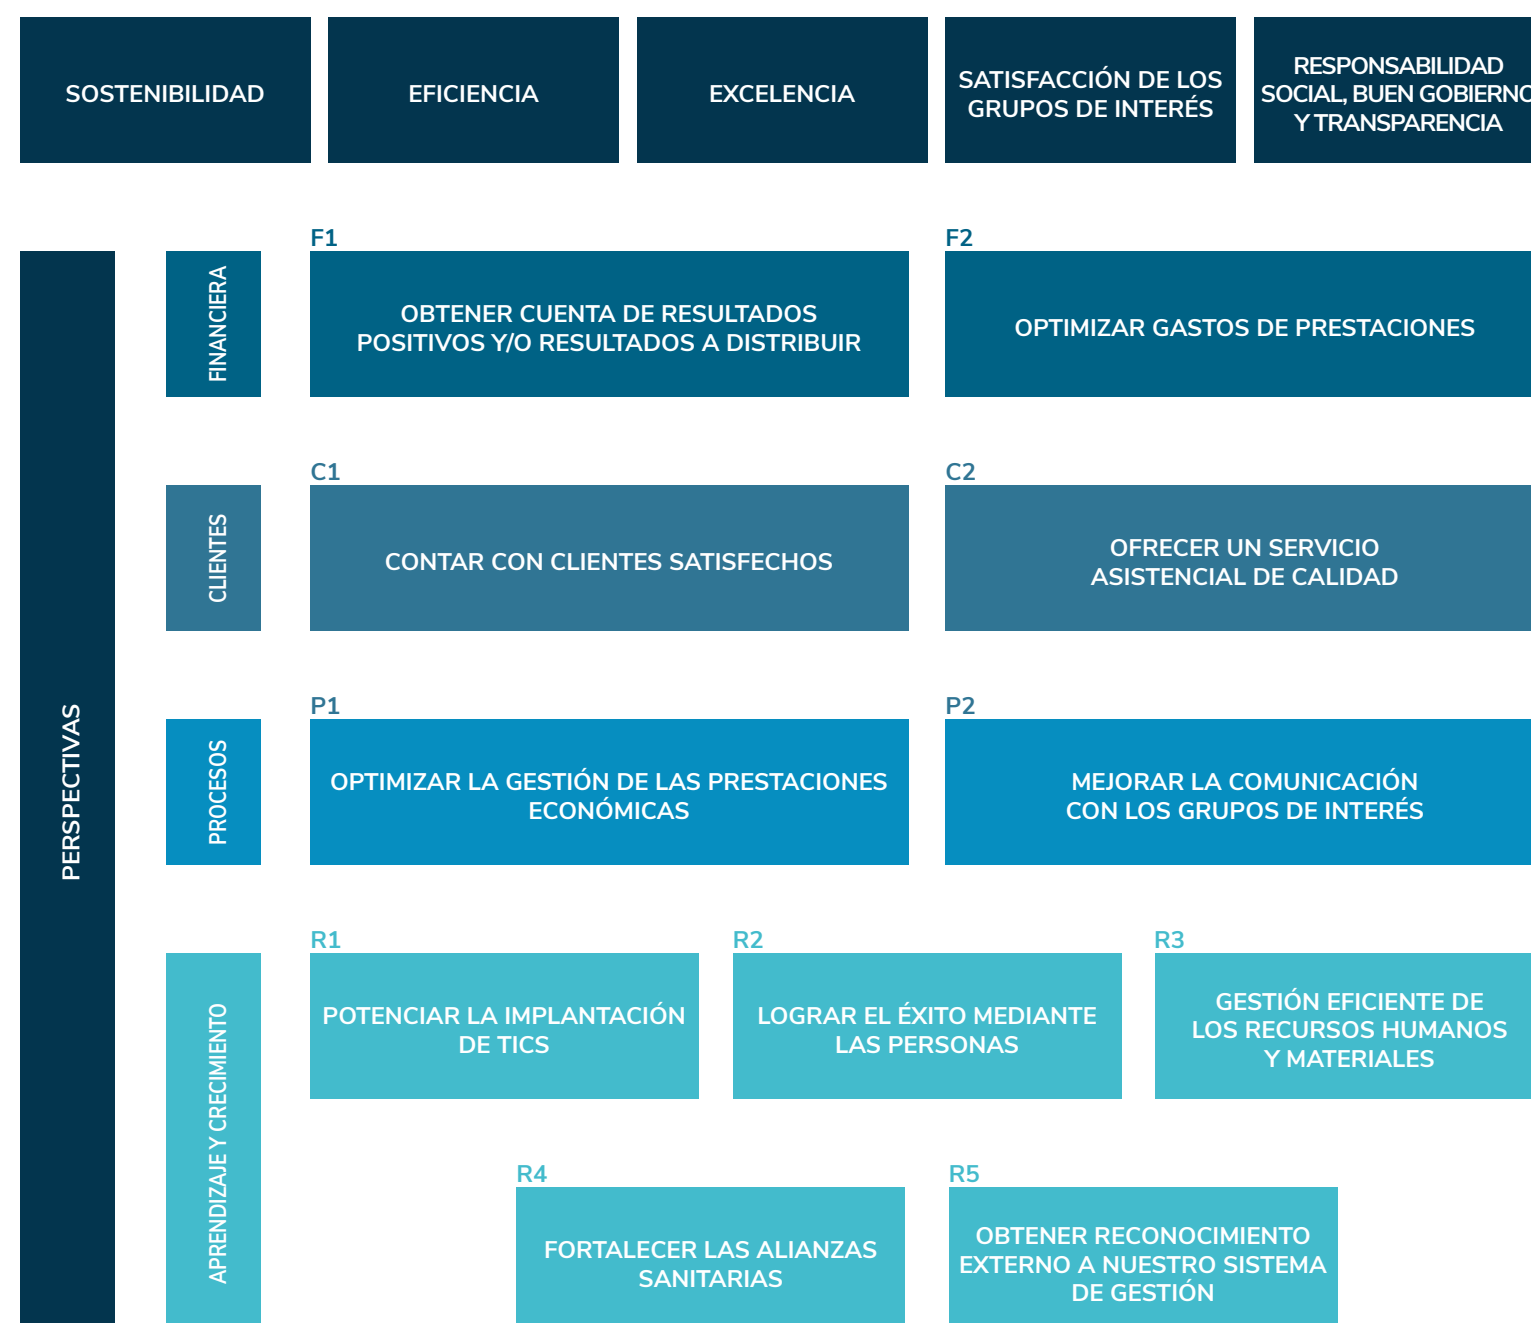 SOSTENIBILIDAD
EFICIENCIA
EXCELENCIA
SATISFACCIÓN DE LOS
GRUPOS DE INTERÉS
RESPONSABILIDAD
SOCIAL, BUEN GOBIERNO
Y TRANSPARENCIA
PERSPECTIVAS
FINANCIERA
F1
OBTENER CUENTA DE RESULTADOS
POSITIVOS Y/O RESULTADOS A DISTRIBUIR
F2
OPTIMIZAR GASTOS DE PRESTACIONES
CLIENTES
C1
CONTAR CON CLIENTES SATISFECHOS
C2
OFRECER UN SERVICIO
ASISTENCIAL DE CALIDAD
PROCESOS
P1
OPTIMIZAR LA GESTIÓN DE LAS PRESTACIONES
ECONÓMICAS
P2
MEJORAR LA COMUNICACIÓN
CON LOS GRUPOS DE INTERÉS
APRENDIZAJE Y CRECIMIENTO
R1
POTENCIAR LA IMPLANTACIÓN
DE TICS
R2
LOGRAR EL ÉXITO MEDIANTE
LAS PERSONAS
R3
GESTIÓN EFICIENTE DE
LOS RECURSOS HUMANOS
Y MATERIALES
R4
FORTALECER LAS ALIANZAS
SANITARIAS
R5
OBTENER RECONOCIMIENTO
EXTERNO A NUESTRO SISTEMA
DE GESTIÓN